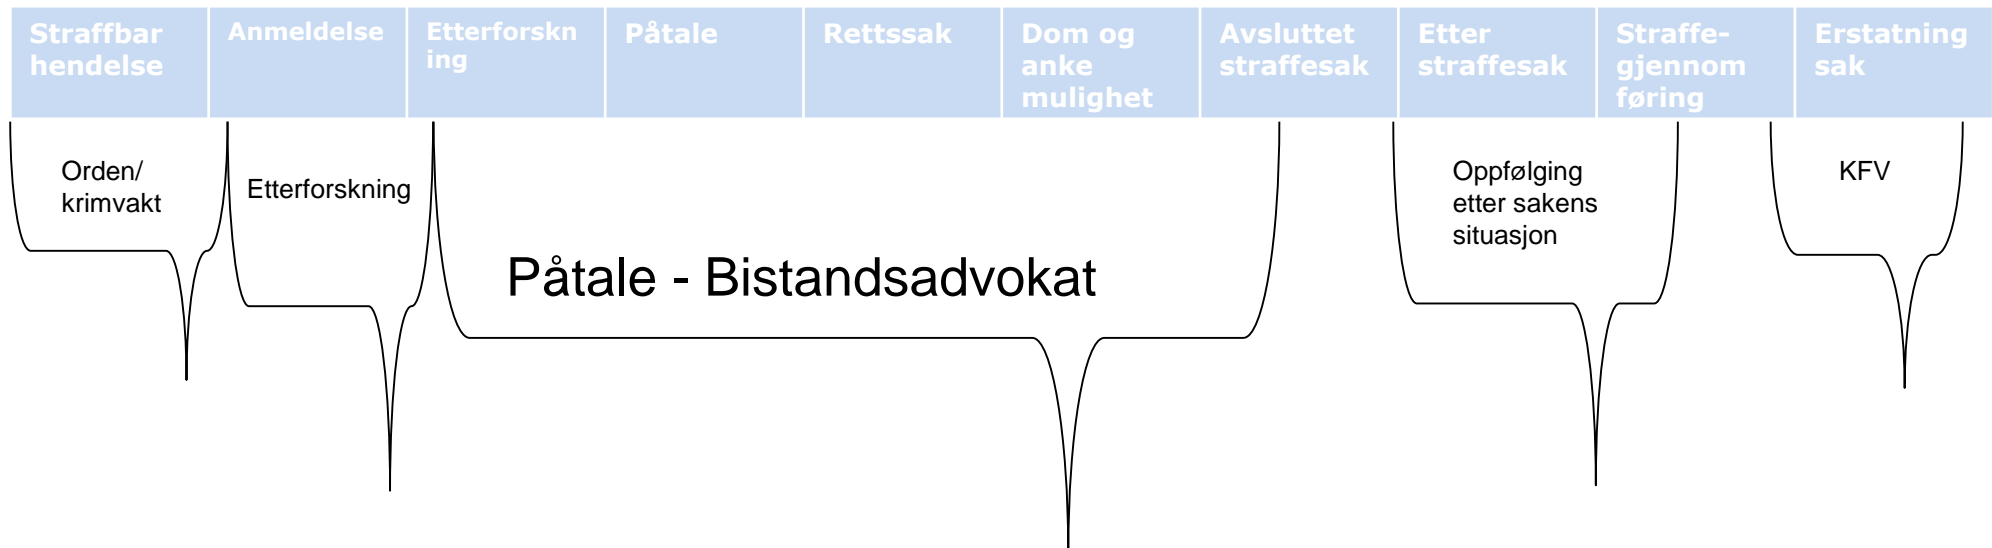 Straffbar
hendelse
Anmeldelse
Etterforskn
ing
Påtale
Rettssak
Dom og
anke
mulighet
Avsluttet
straffesak
Etter
straffesak
Straffe-
gjennom
føring
Erstatning
sak
Orden/
krimvakt
Etterforskning
Påtale - Bistandsadvokat
Oppfølging
etter sakens
situasjon
KFV